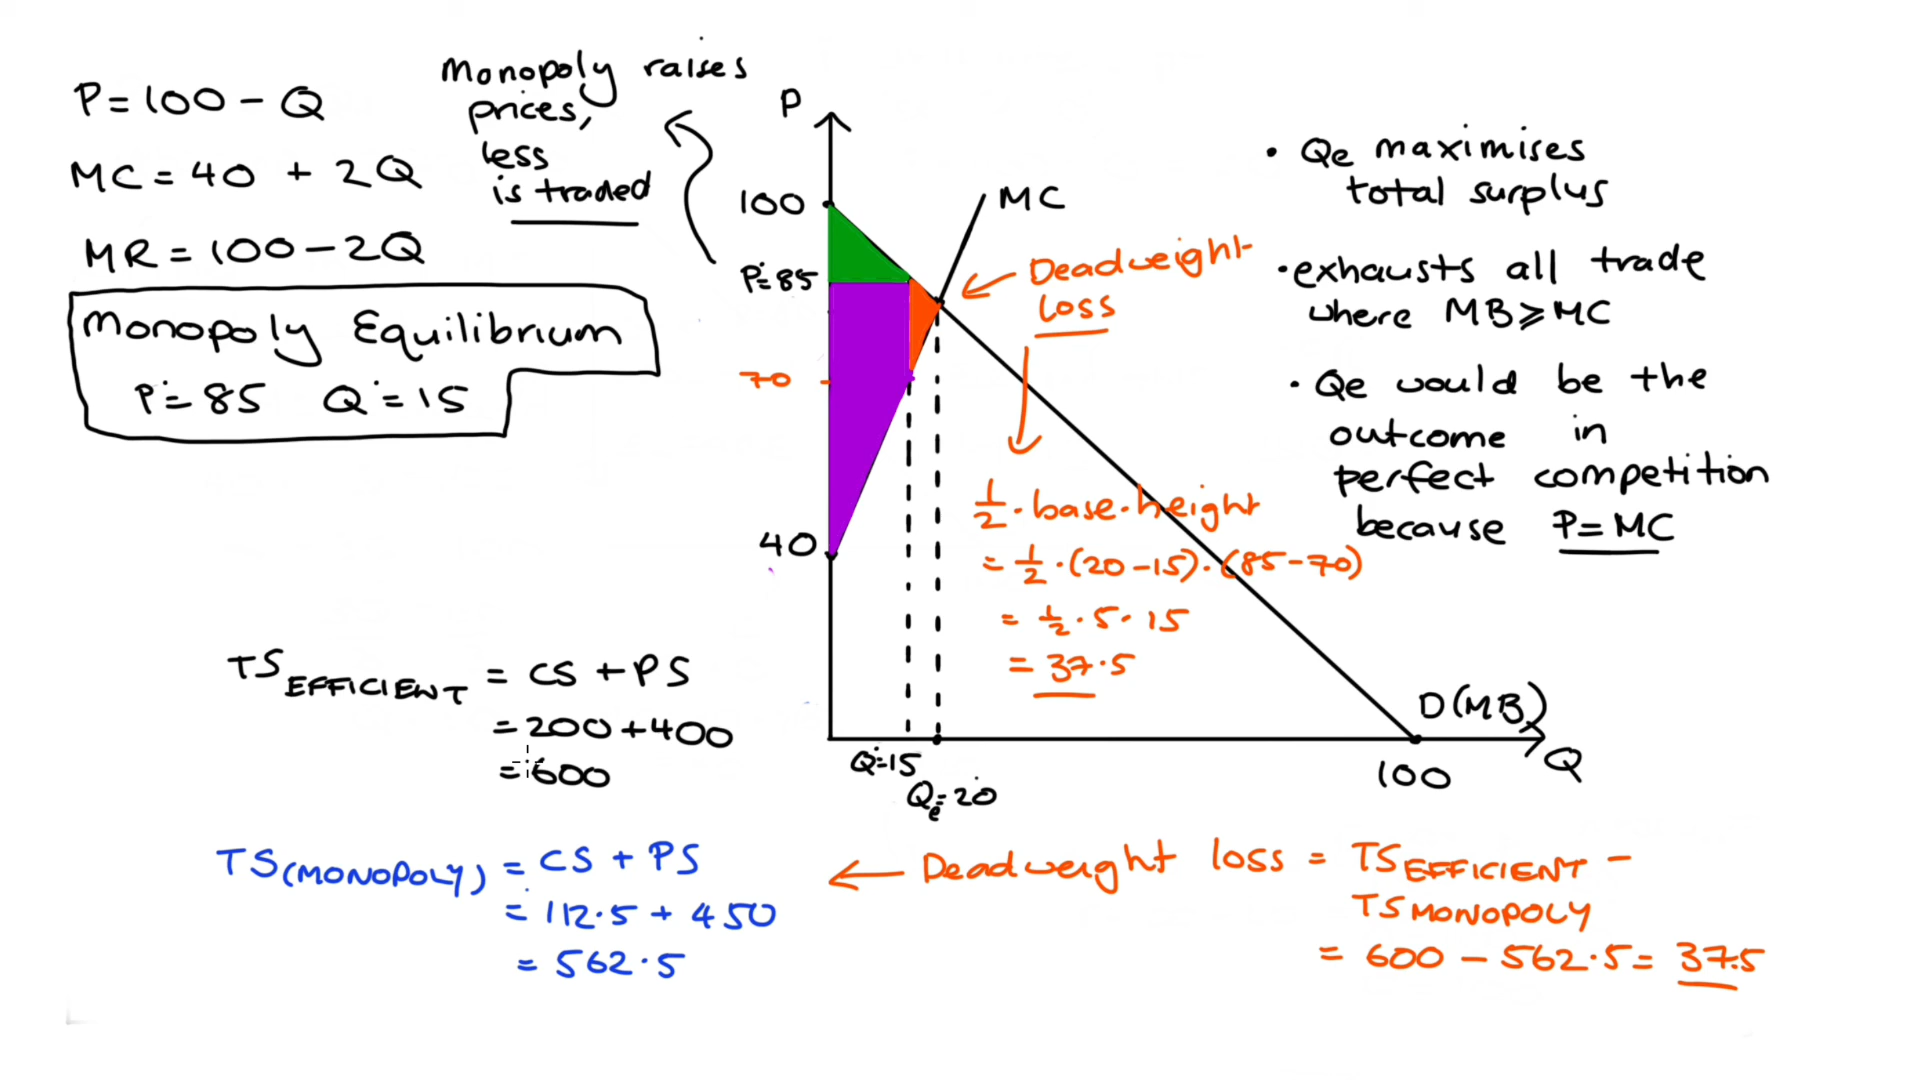 P = 100 - Q
MC = 40 + 2Q
MR = 100 - 2Q
Monopoly Equilibrium
P* = 85 Q* = 15
Monopoly raises
prices,
less
is traded
P
100
P* = 85
70
40
MC
Deadweight
loss
1/2 · base · height
= 1/2 · (20 - 15) · (85 - 70)
= 1/2 · 5 · 15
= 37.5
D(MB)
Q
100
Q* = 15
Qe = 20
• Qe maximises
total surplus
• exhausts all trade
where MB ⩾ MC
• Qe would be the
outcome in
perfect competition
because P = MC
TS EFFICIENT = CS + PS
= 200 + 400
= 600
TS (MONOPOLY) = CS + PS
= 112.5 + 450
= 562.5
← Deadweight loss = TS EFFICIENT -
TS MONOPOLY
= 600 - 562.5 = 37.5